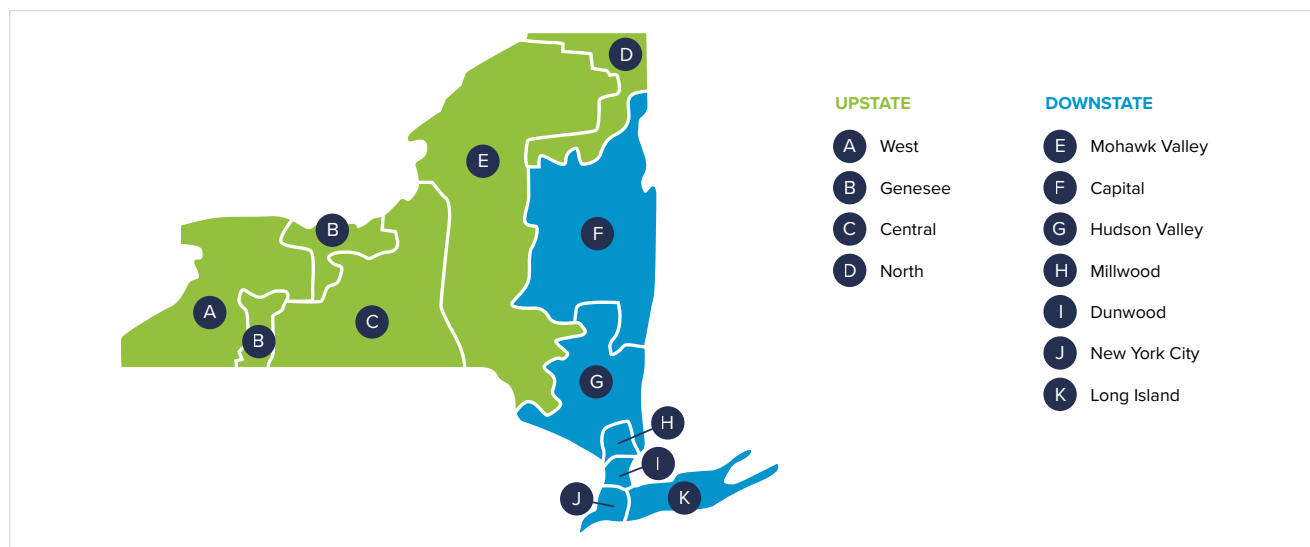 D
E
B
F
A
C
B
G
H
I
J
K
UPSTATE
A West
B Genesee
C Central
D North
DOWNSTATE
E Mohawk Valley
F Capital
G Hudson Valley
H Millwood
I Dunwood
J New York City
K Long Island